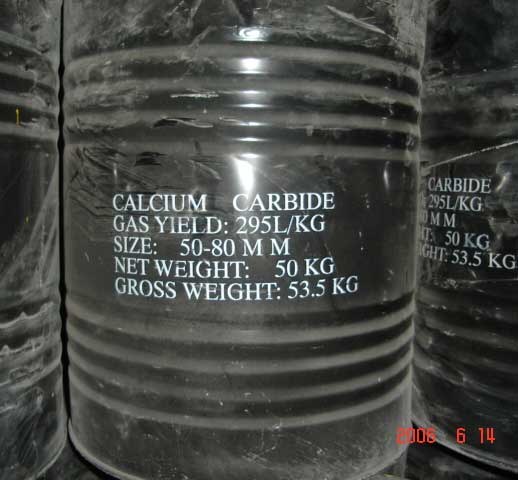 CALCIUM CARBIDE
GAS YIELD: 295L/KG
SIZE: 50-80 M M
NET WEIGHT: 50 KG
GROSS WEIGHT: 53.5 KG
CARBIDE
295L/KG
M M
50 KG
53.5 KG
2006 6 14